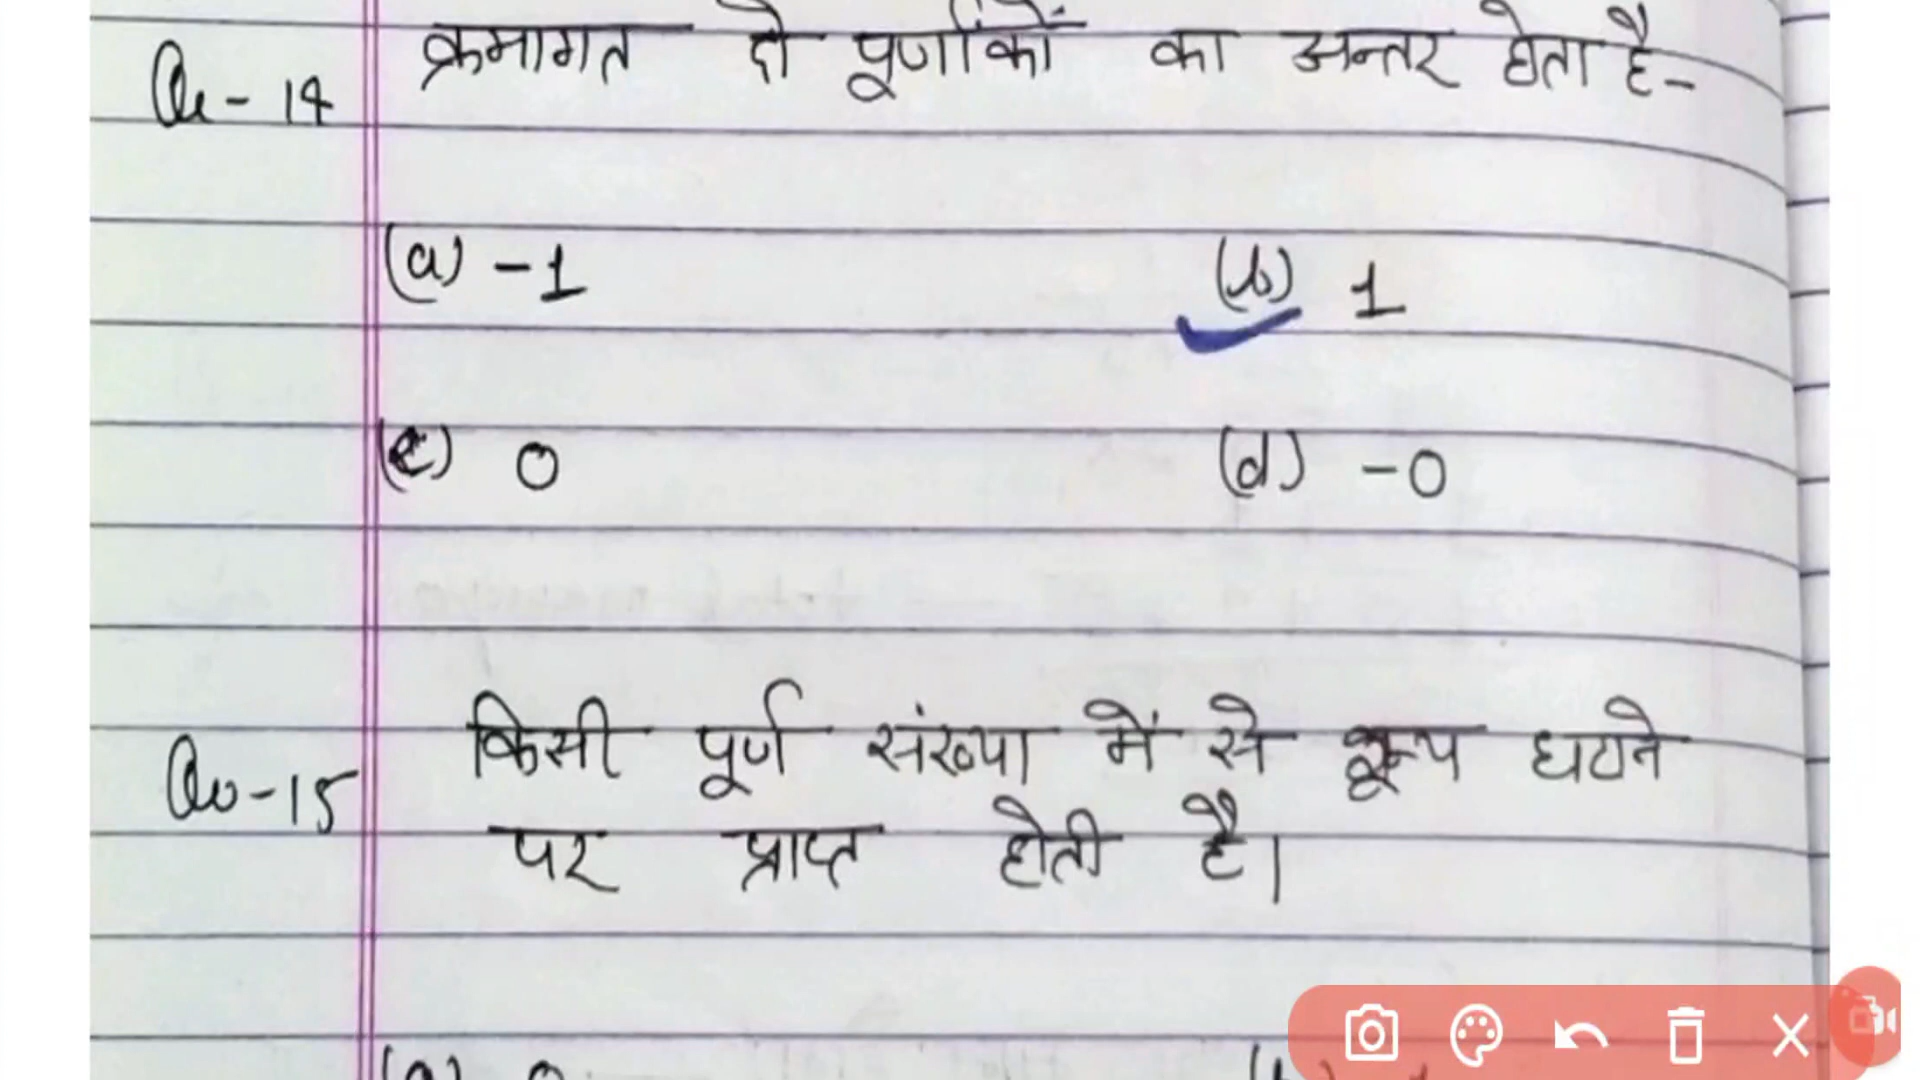 Qu-14 क्रमागत दो पूर्णांकों का अन्तर होता है-
(a) -1 (b) 1
(c) 0 (d) -0
Qu-15 किसी पूर्ण संख्या में से शून्य घटाने
पर प्राप्त होती है।